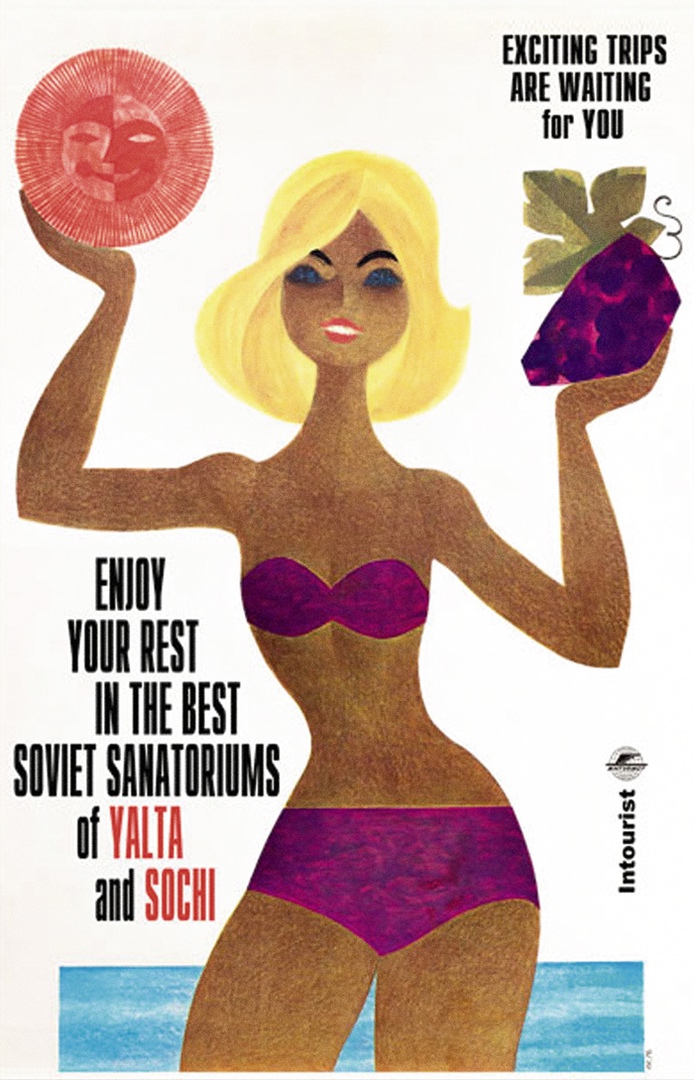 EXCITING TRIPS
ARE WAITING
for YOU
ENJOY
YOUR REST
IN THE BEST
SOVIET SANATORIUMS
of YALTA
and SOCHI
Intourist